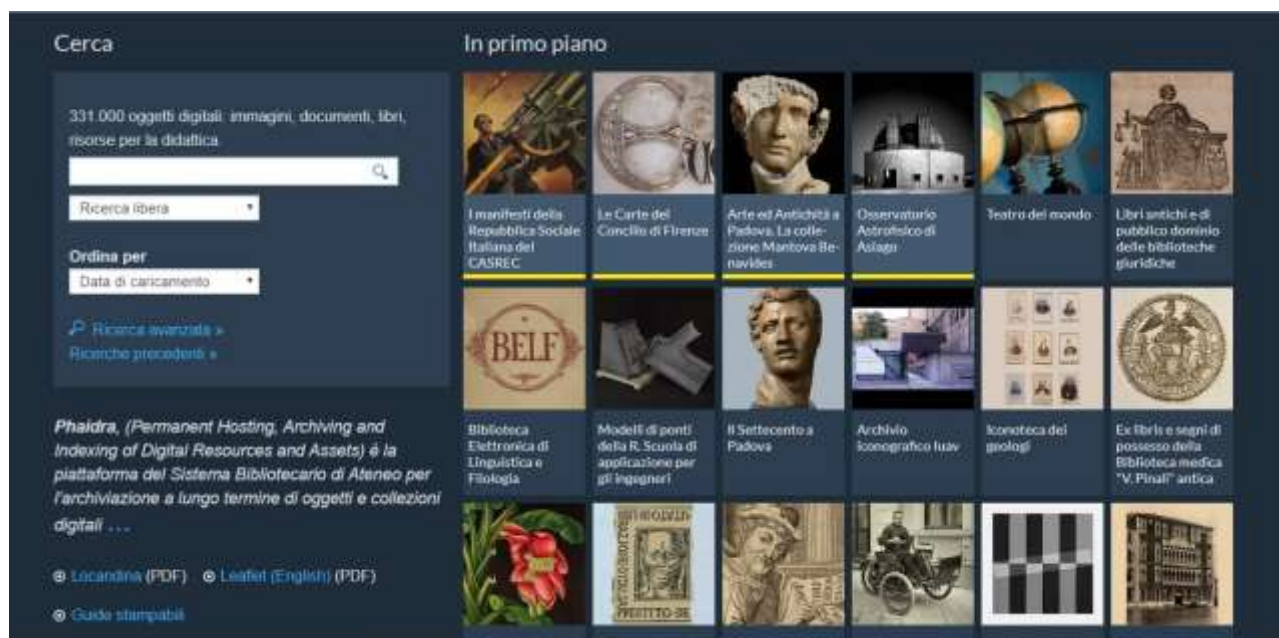 Cerca
331.000 oggetti digitali: immagini, documenti, libri,
risorse per la didattica
Ricerca libera
Ordina per
Data di caricamento
Ricerca avanzata »
Ricerche precedenti »
Phaidra, (Permanent Hosting, Archiving and
Indexing of Digital Resources and Assets) é la
piattaforma del Sistema Bibliotecario di Ateneo per
l'archiviazione a lungo termine di oggetti e collezioni
digitali ...
Locandina (PDF) Leaflet (English) (PDF)
Guide stampabili
In primo piano
I manifesti della
Repubblica Sociale
Italiana del
CASREC
Le Carte del
Concilio di Firenze
Arte ed Antichità a
Padova. La colle-
zione Mantova Be-
navides
Osservatorio
Astrofisico di
Asiago
Teatro del mondo
Libri antichi e di
pubblico dominio
delle biblioteche
giuridiche
BELF
Biblioteca
Elettronica di
Linguistica e
Filologia
Modelli di ponti
della R. Scuola di
applicazione per
gli ingegneri
Il Settecento a
Padova
Archivio
iconografico Iuav
Iconoteca dei
geologi
Ex libris e segni di
possesso della
Biblioteca medica
"V. Pinali" antica